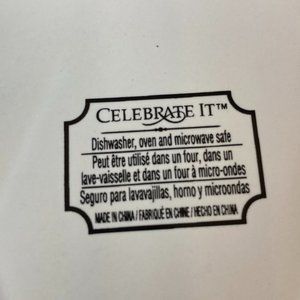 CELEBRATE IT™
Dishwasher, oven and microwave safe
Peut être utilisé dans un four, dans un
lave-vaisselle et dans un four à micro-ondes
Seguro para lavavajillas, horno y microondas
MADE IN CHINA / FABRIQUÉ EN CHINE / HECHO EN CHINA